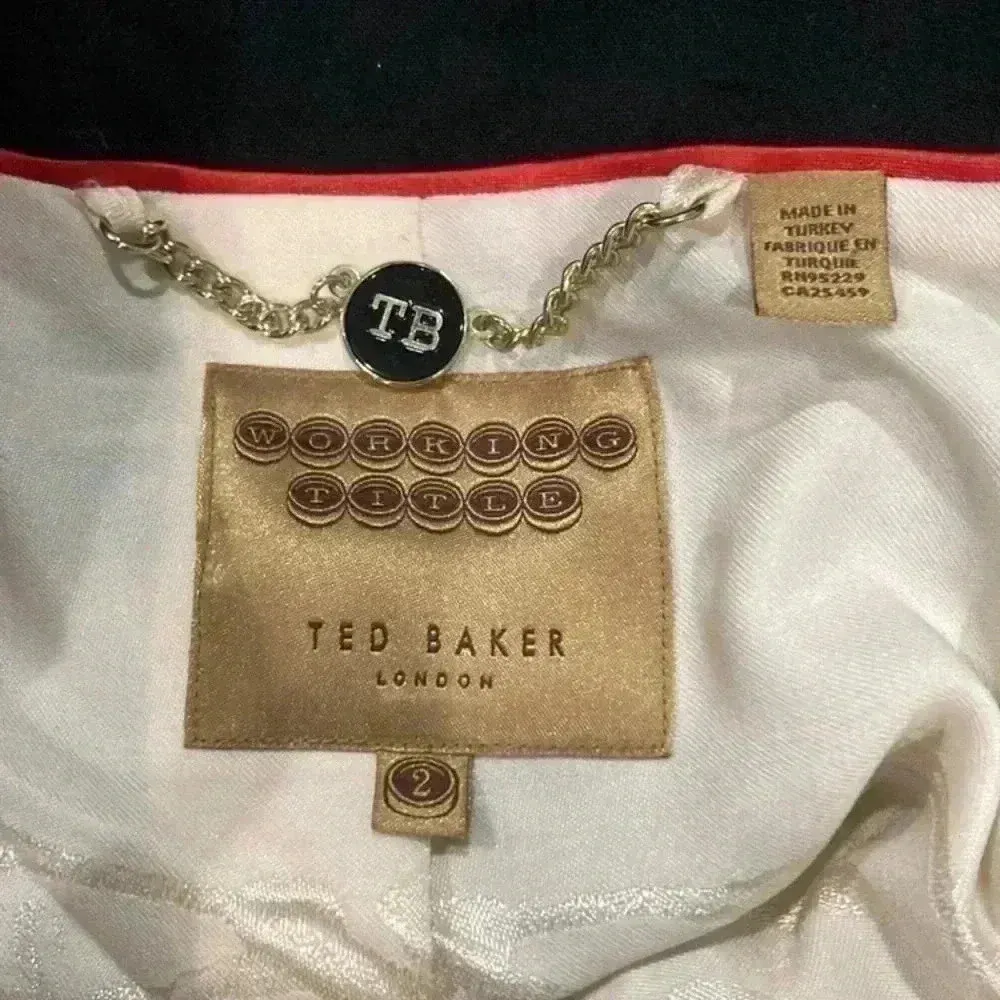 MADE IN
TURKEY
FABRIQUE EN
TURQUIE
RN95229
CA25459
TB
WORKING
TITLE
TED BAKER
LONDON
2